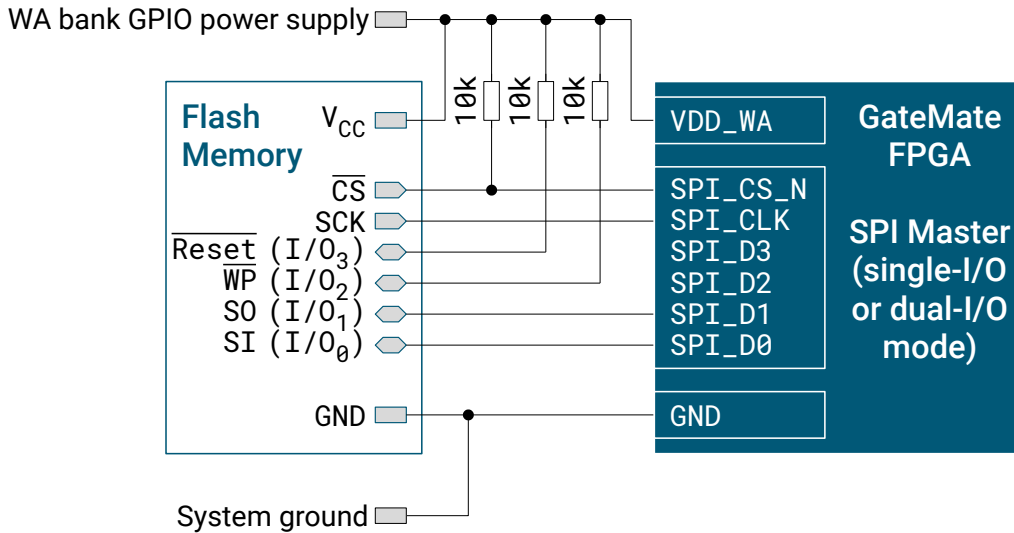 WA bank GPIO power supply
10k 10k 10k
Flash
Memory
V_CC
CS
SCK
Reset (I/O3)
WP (I/O2)
SO (I/O1)
SI (I/O0)
GND
System ground
VDD_WA
SPI_CS_N
SPI_CLK
SPI_D3
SPI_D2
SPI_D1
SPI_D0
GND
GateMate
FPGA
SPI Master
(single-I/O
or dual-I/O
mode)